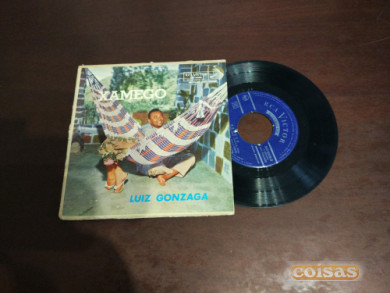 XAMEGO
LUIZ GONZAGA
RCA VICTOR
coisas